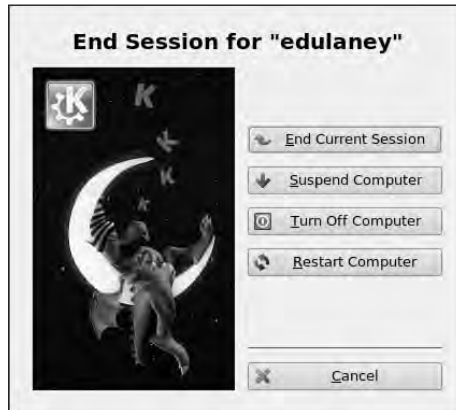 End Session for "edulaney"
K
K
K
K
K
End Current Session
Suspend Computer
Turn Off Computer
Restart Computer
Cancel